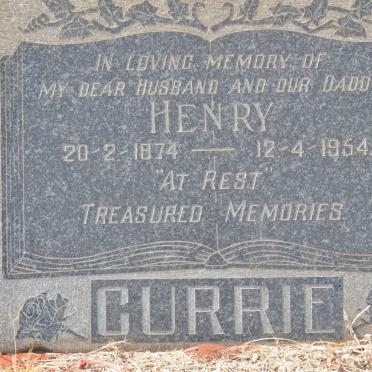 IN LOVING MEMORY OF
MY DEAR HUSBAND AND OUR DADD
HENRY
20-2-1874 — 12-4-1954.
"AT REST"
TREASURED MEMORIES
CURRIE